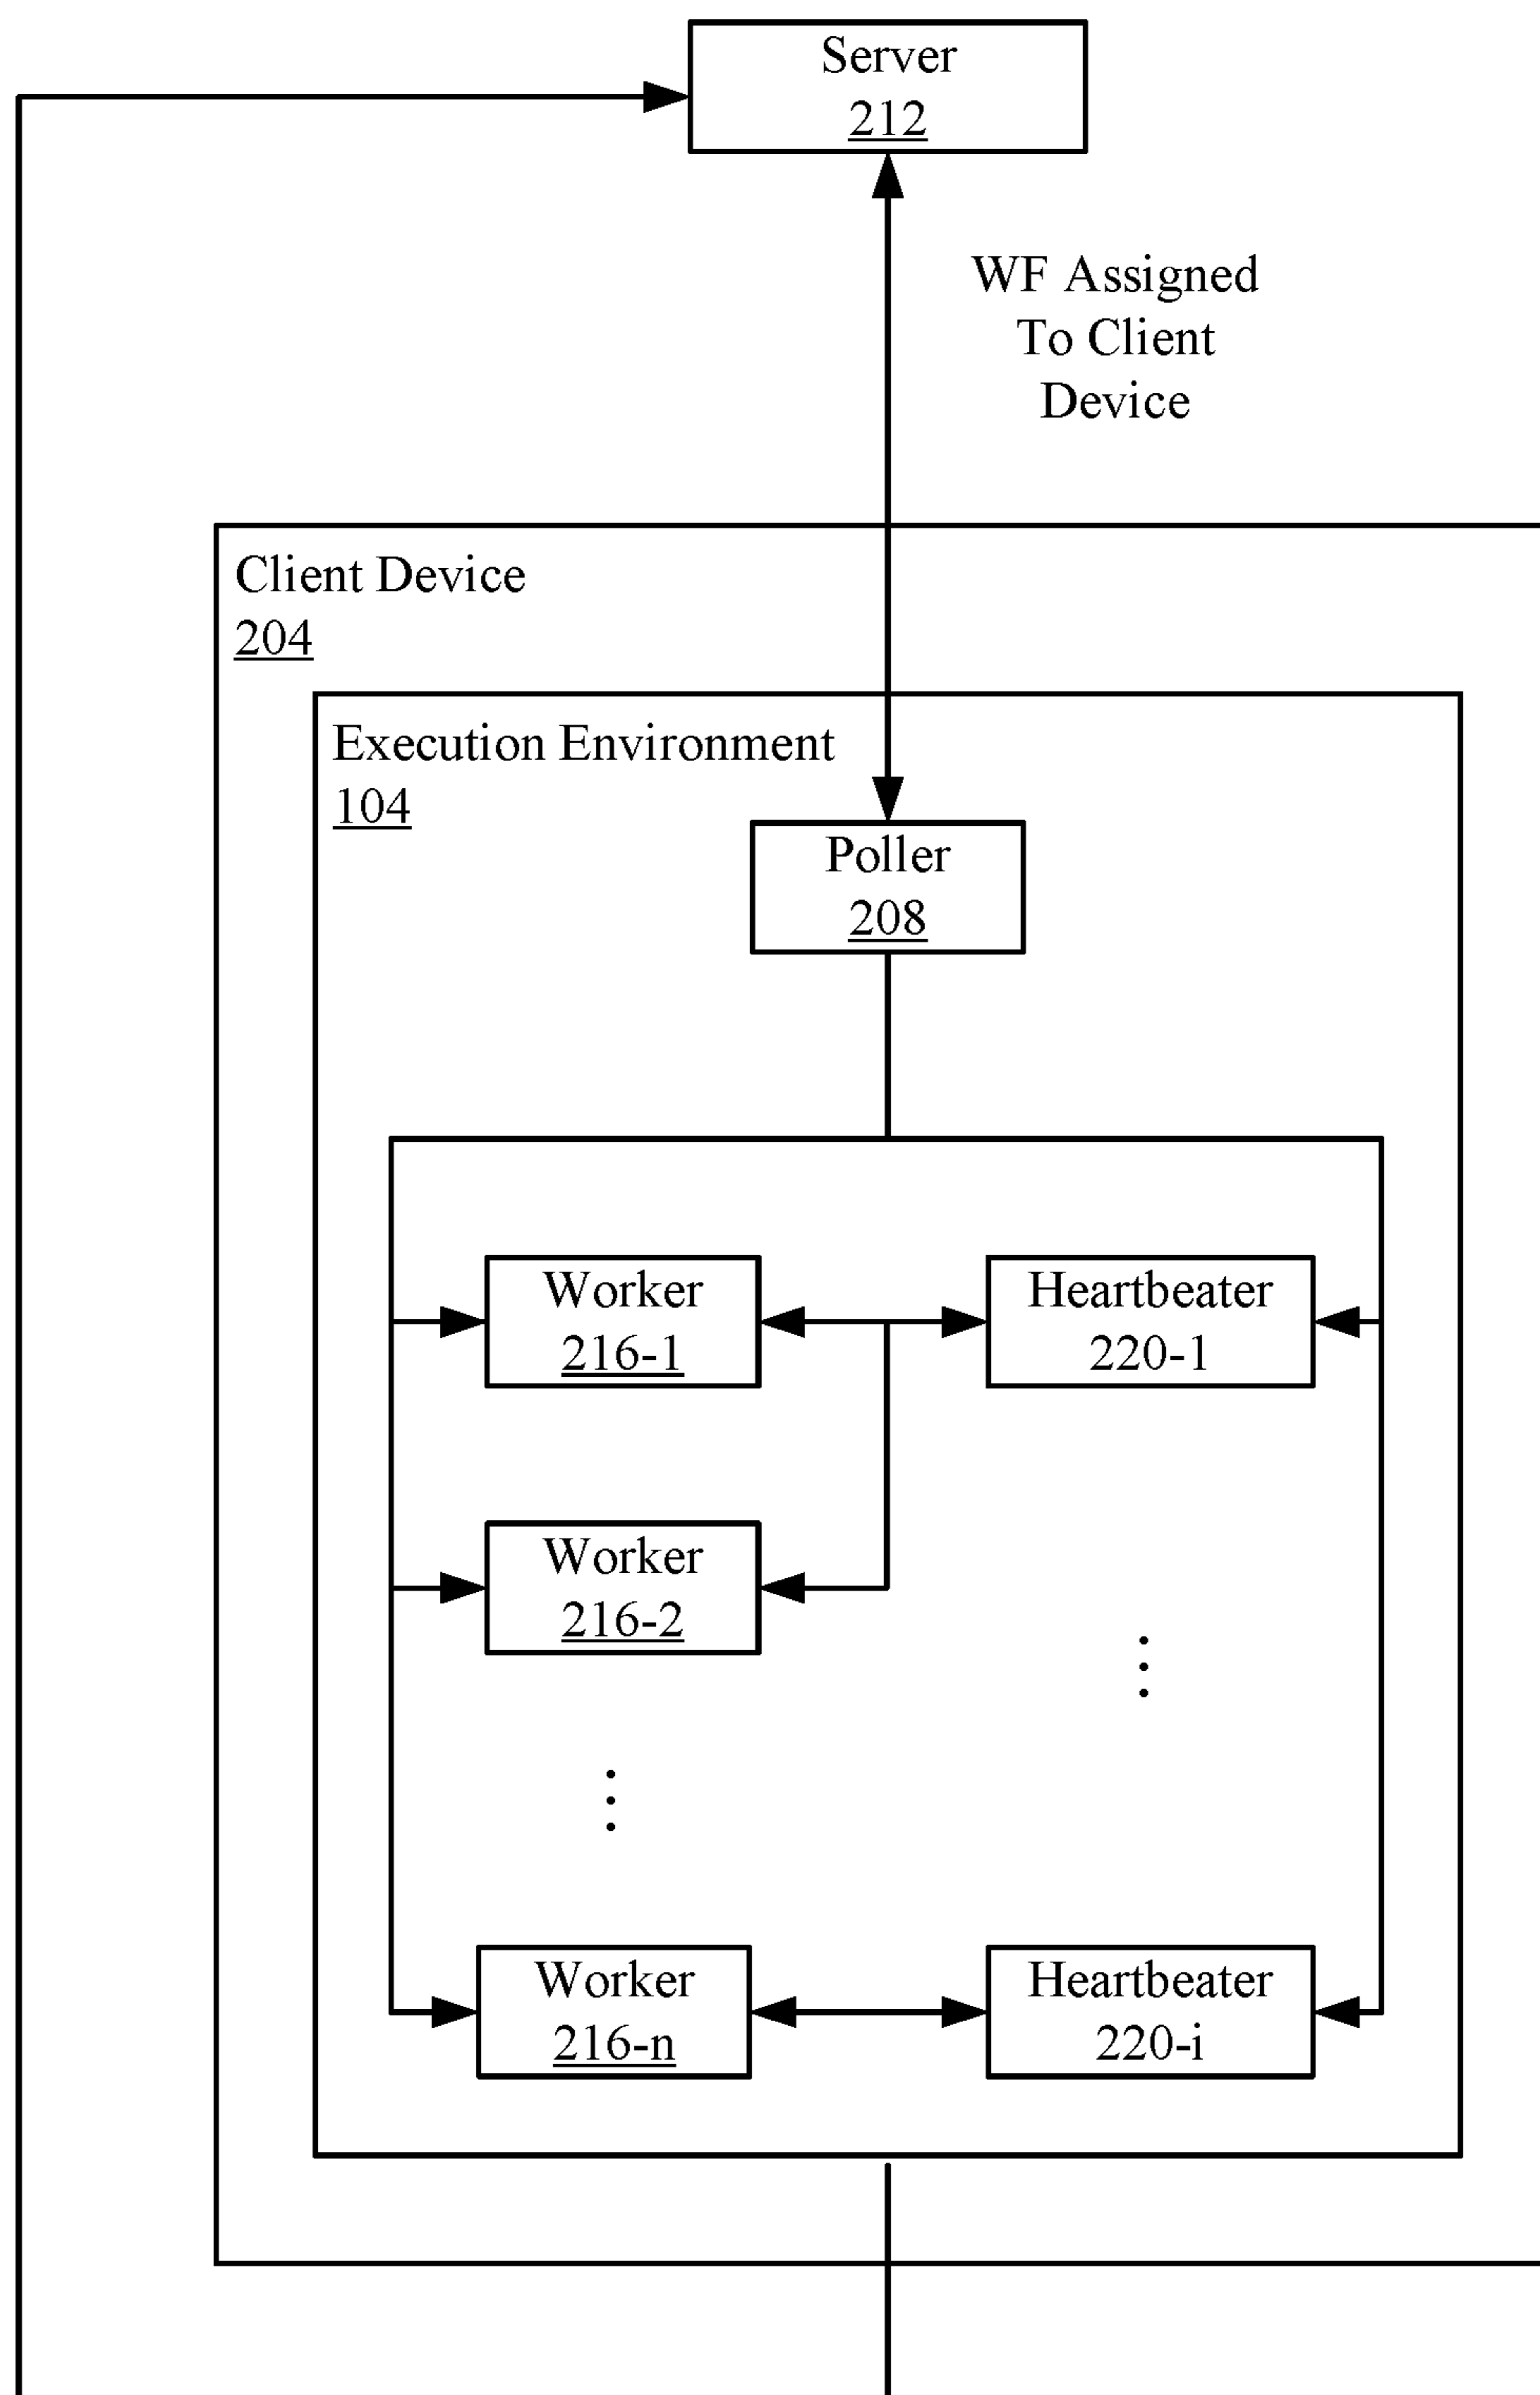 Server
212
WF Assigned
To Client
Device
Client Device
204
Execution Environment
104
Poller
208
Worker
216-1
Heartbeater
220-1
Worker
216-2
Worker
216-n
Heartbeater
220-i